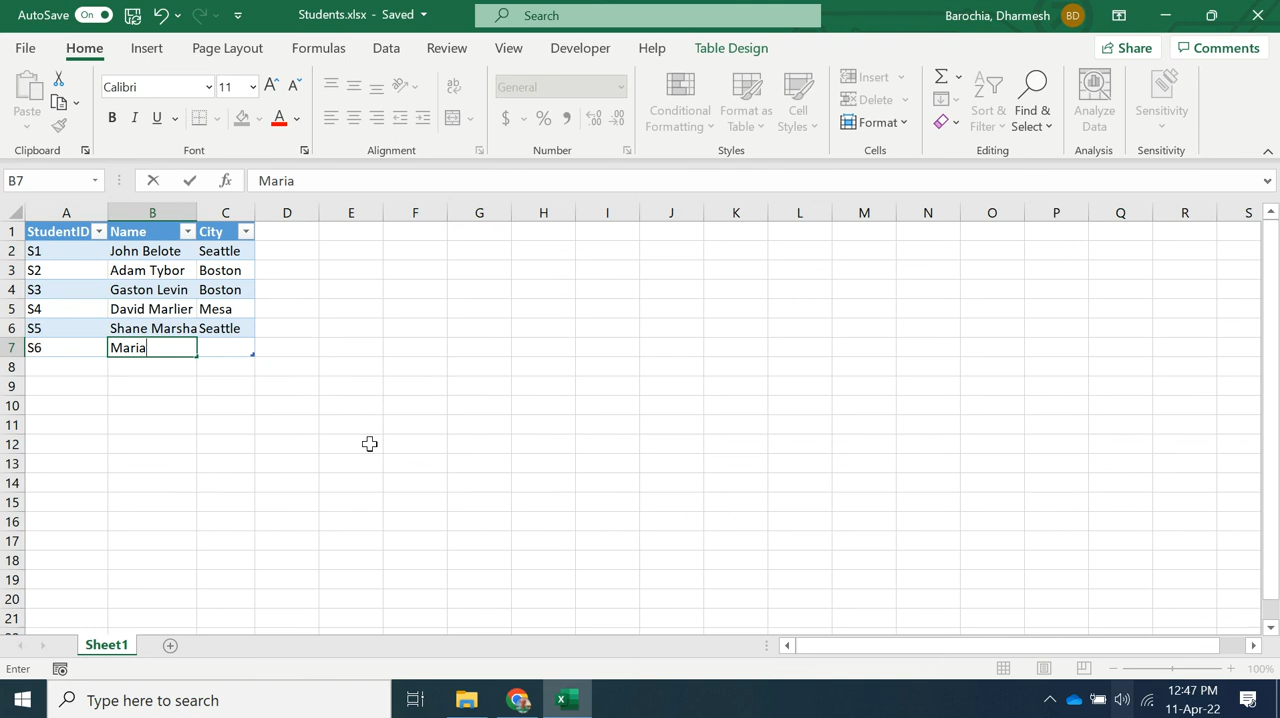 AutoSave On Students.xlsx - Saved Search Barochia, Dharmesh BD
File Home Insert Page Layout Formulas Data Review View Developer Help Table Design Share Comments
Paste Calibri 11 General Conditional Formatting Format as Table Cell Styles Insert Delete Format Sort & Filter Find & Select Analyze Data Sensitivity
Clipboard Font Alignment Number Styles Cells Editing Analysis Sensitivity
B7 fx Maria
A B C D E F G H I J K L M N O P Q R S
1 StudentID Name City
2 S1 John Belote Seattle
3 S2 Adam Tybor Boston
4 S3 Gaston Levin Boston
5 S4 David Marlier Mesa
6 S5 Shane Marsha Seattle
7 S6 Maria
8
9
10
11
12
13
14
15
16
17
18
19
20
21
Sheet1
Enter 100%
Type here to search 12:47 PM
11-Apr-22